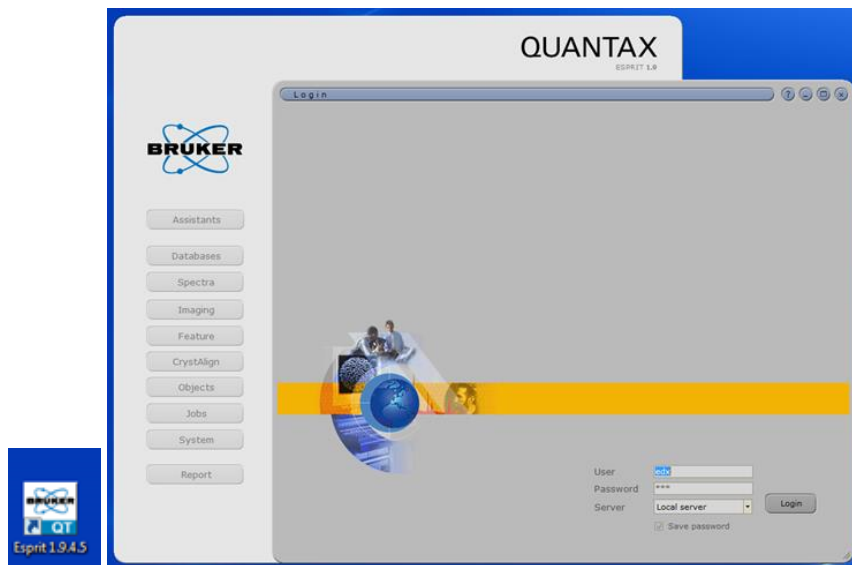 QUANTAX
ESPRIT 1.9
Login
BRUKER
Assistants
Databases
Spectra
Imaging
Feature
CrystAlign
Objects
Jobs
System
Report
User edx
Password ***
Server Local server
Login
Save password
BRUKER
QT
Esprit 1.9.4.5